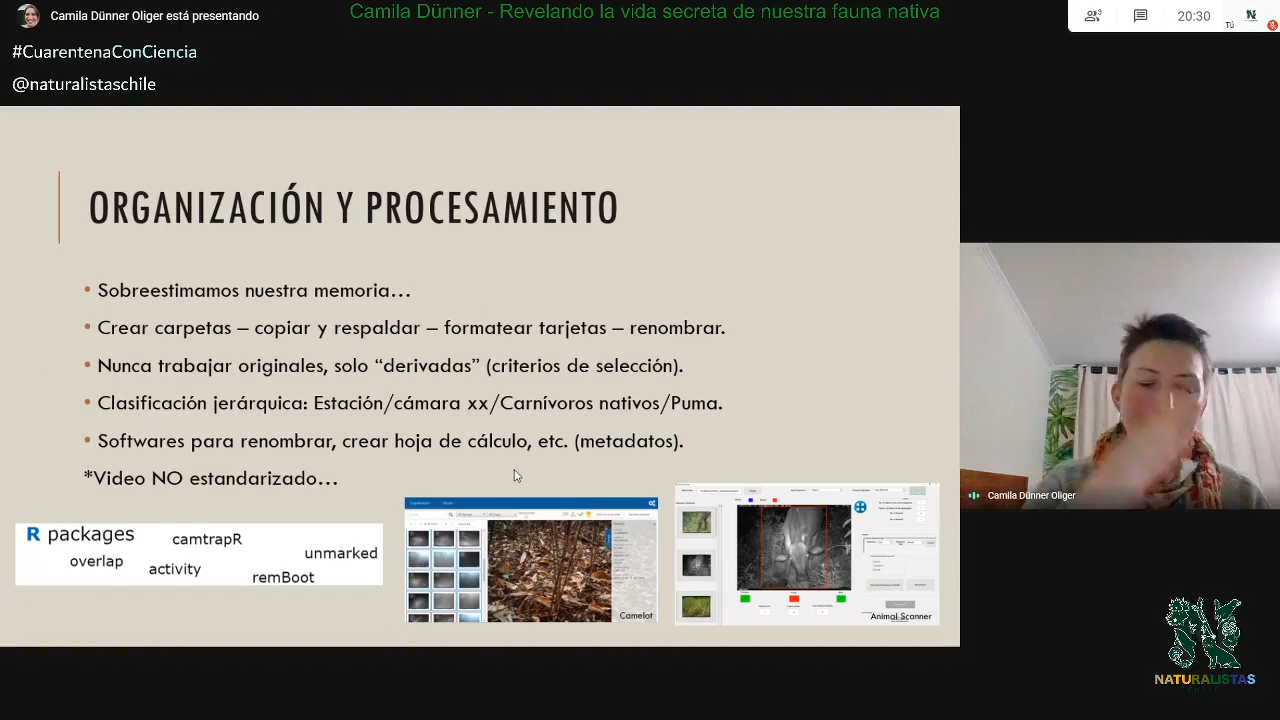 Camila Dünner Oliger está presentando
Camila Dünner - Revelando la vida secreta de nuestra fauna nativa
3
20:30
Tú
#CuarentenaConCiencia
@naturalistaschile
ORGANIZACIÓN Y PROCESAMIENTO
• Sobreestimamos nuestra memoria…
• Crear carpetas – copiar y respaldar – formatear tarjetas – renombrar.
• Nunca trabajar originales, solo “derivadas” (criterios de selección).
• Clasificación jerárquica: Estación/cámara xx/Carnívoros nativos/Puma.
• Softwares para renombrar, crear hoja de cálculo, etc. (metadatos).
*Video NO estandarizado…
Camila Dünner Oliger
R packages
camtrapR
unmarked
overlap
activity
remBoot
Camelot
Animal Scanner
NATURALISTAS
CHILE